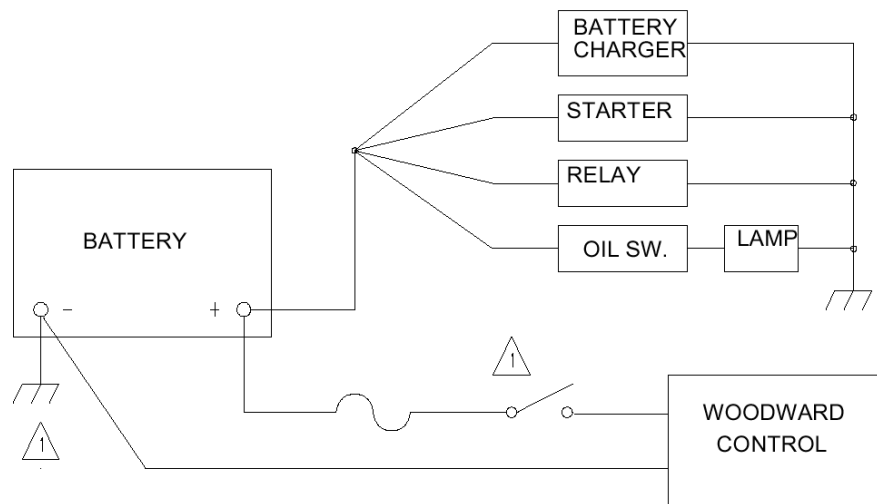 BATTERY
CHARGER
STARTER
RELAY
OIL SW.
LAMP
BATTERY
-
+
1
1
WOODWARD
CONTROL